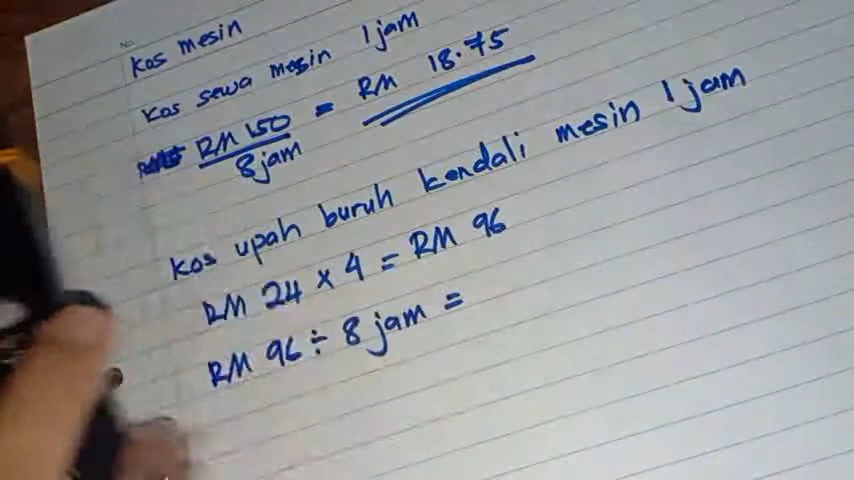 No.
Kos mesin
Kos sewa mesin 1 jam
RM 150 = RM 18.75
8 jam
Kos upah buruh kendali mesin 1 jam
RM 24 × 4 = RM 96
RM 96 ÷ 8 jam =